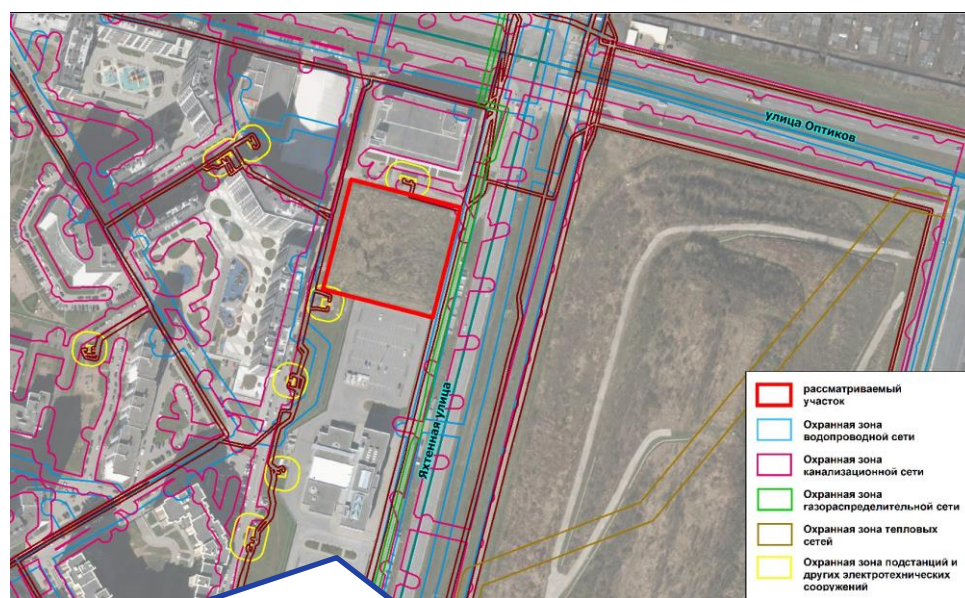 улица Оптиков
Яхтенная улица
рассматриваемый
участок
Охранная зона
водопроводной сети
Охранная зона
канализационной сети
Охранная зона
газораспределительной сети
Охранная зона тепловых
сетей
Охранная зона подстанций и
других электротехнических
сооружений